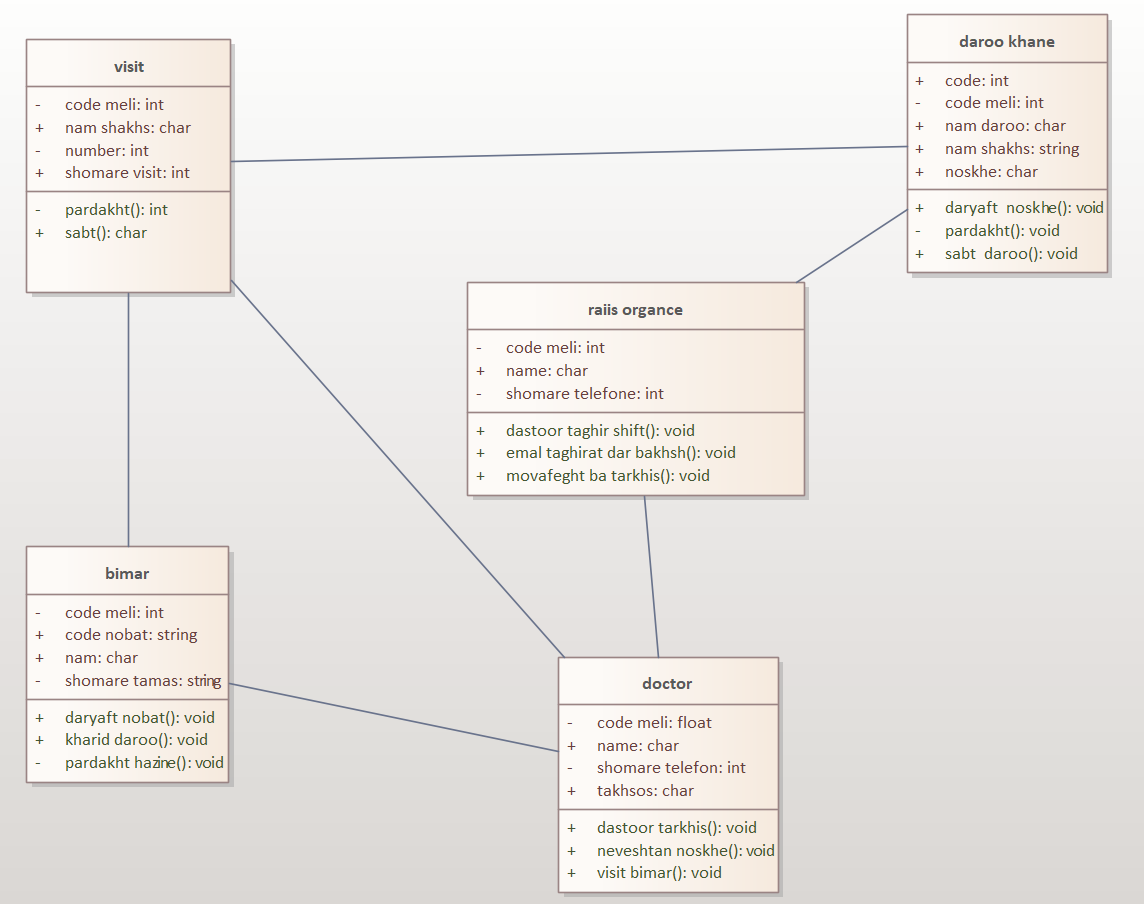 visit
- code meli: int
+ nam shakhs: char
- number: int
+ shomare visit: int
- pardakht(): int
+ sabt(): char
daroo khane
+ code: int
- code meli: int
+ nam daroo: char
+ nam shakhs: string
+ noskhe: char
+ daryaft noskhe(): void
- pardakht(): void
+ sabt daroo(): void
raiis organce
- code meli: int
+ name: char
- shomare telefone: int
+ dastoor taghir shift(): void
+ emal taghirat dar bakhsh(): void
+ movafeght ba tarkhis(): void
bimar
- code meli: int
+ code nobat: string
+ nam: char
- shomare tamas: string
+ daryaft nobat(): void
+ kharid daroo(): void
- pardakht hazine(): void
doctor
- code meli: float
+ name: char
- shomare telefon: int
+ takhsos: char
+ dastoor tarkhis(): void
+ neveshtan noskhe(): void
+ visit bimar(): void